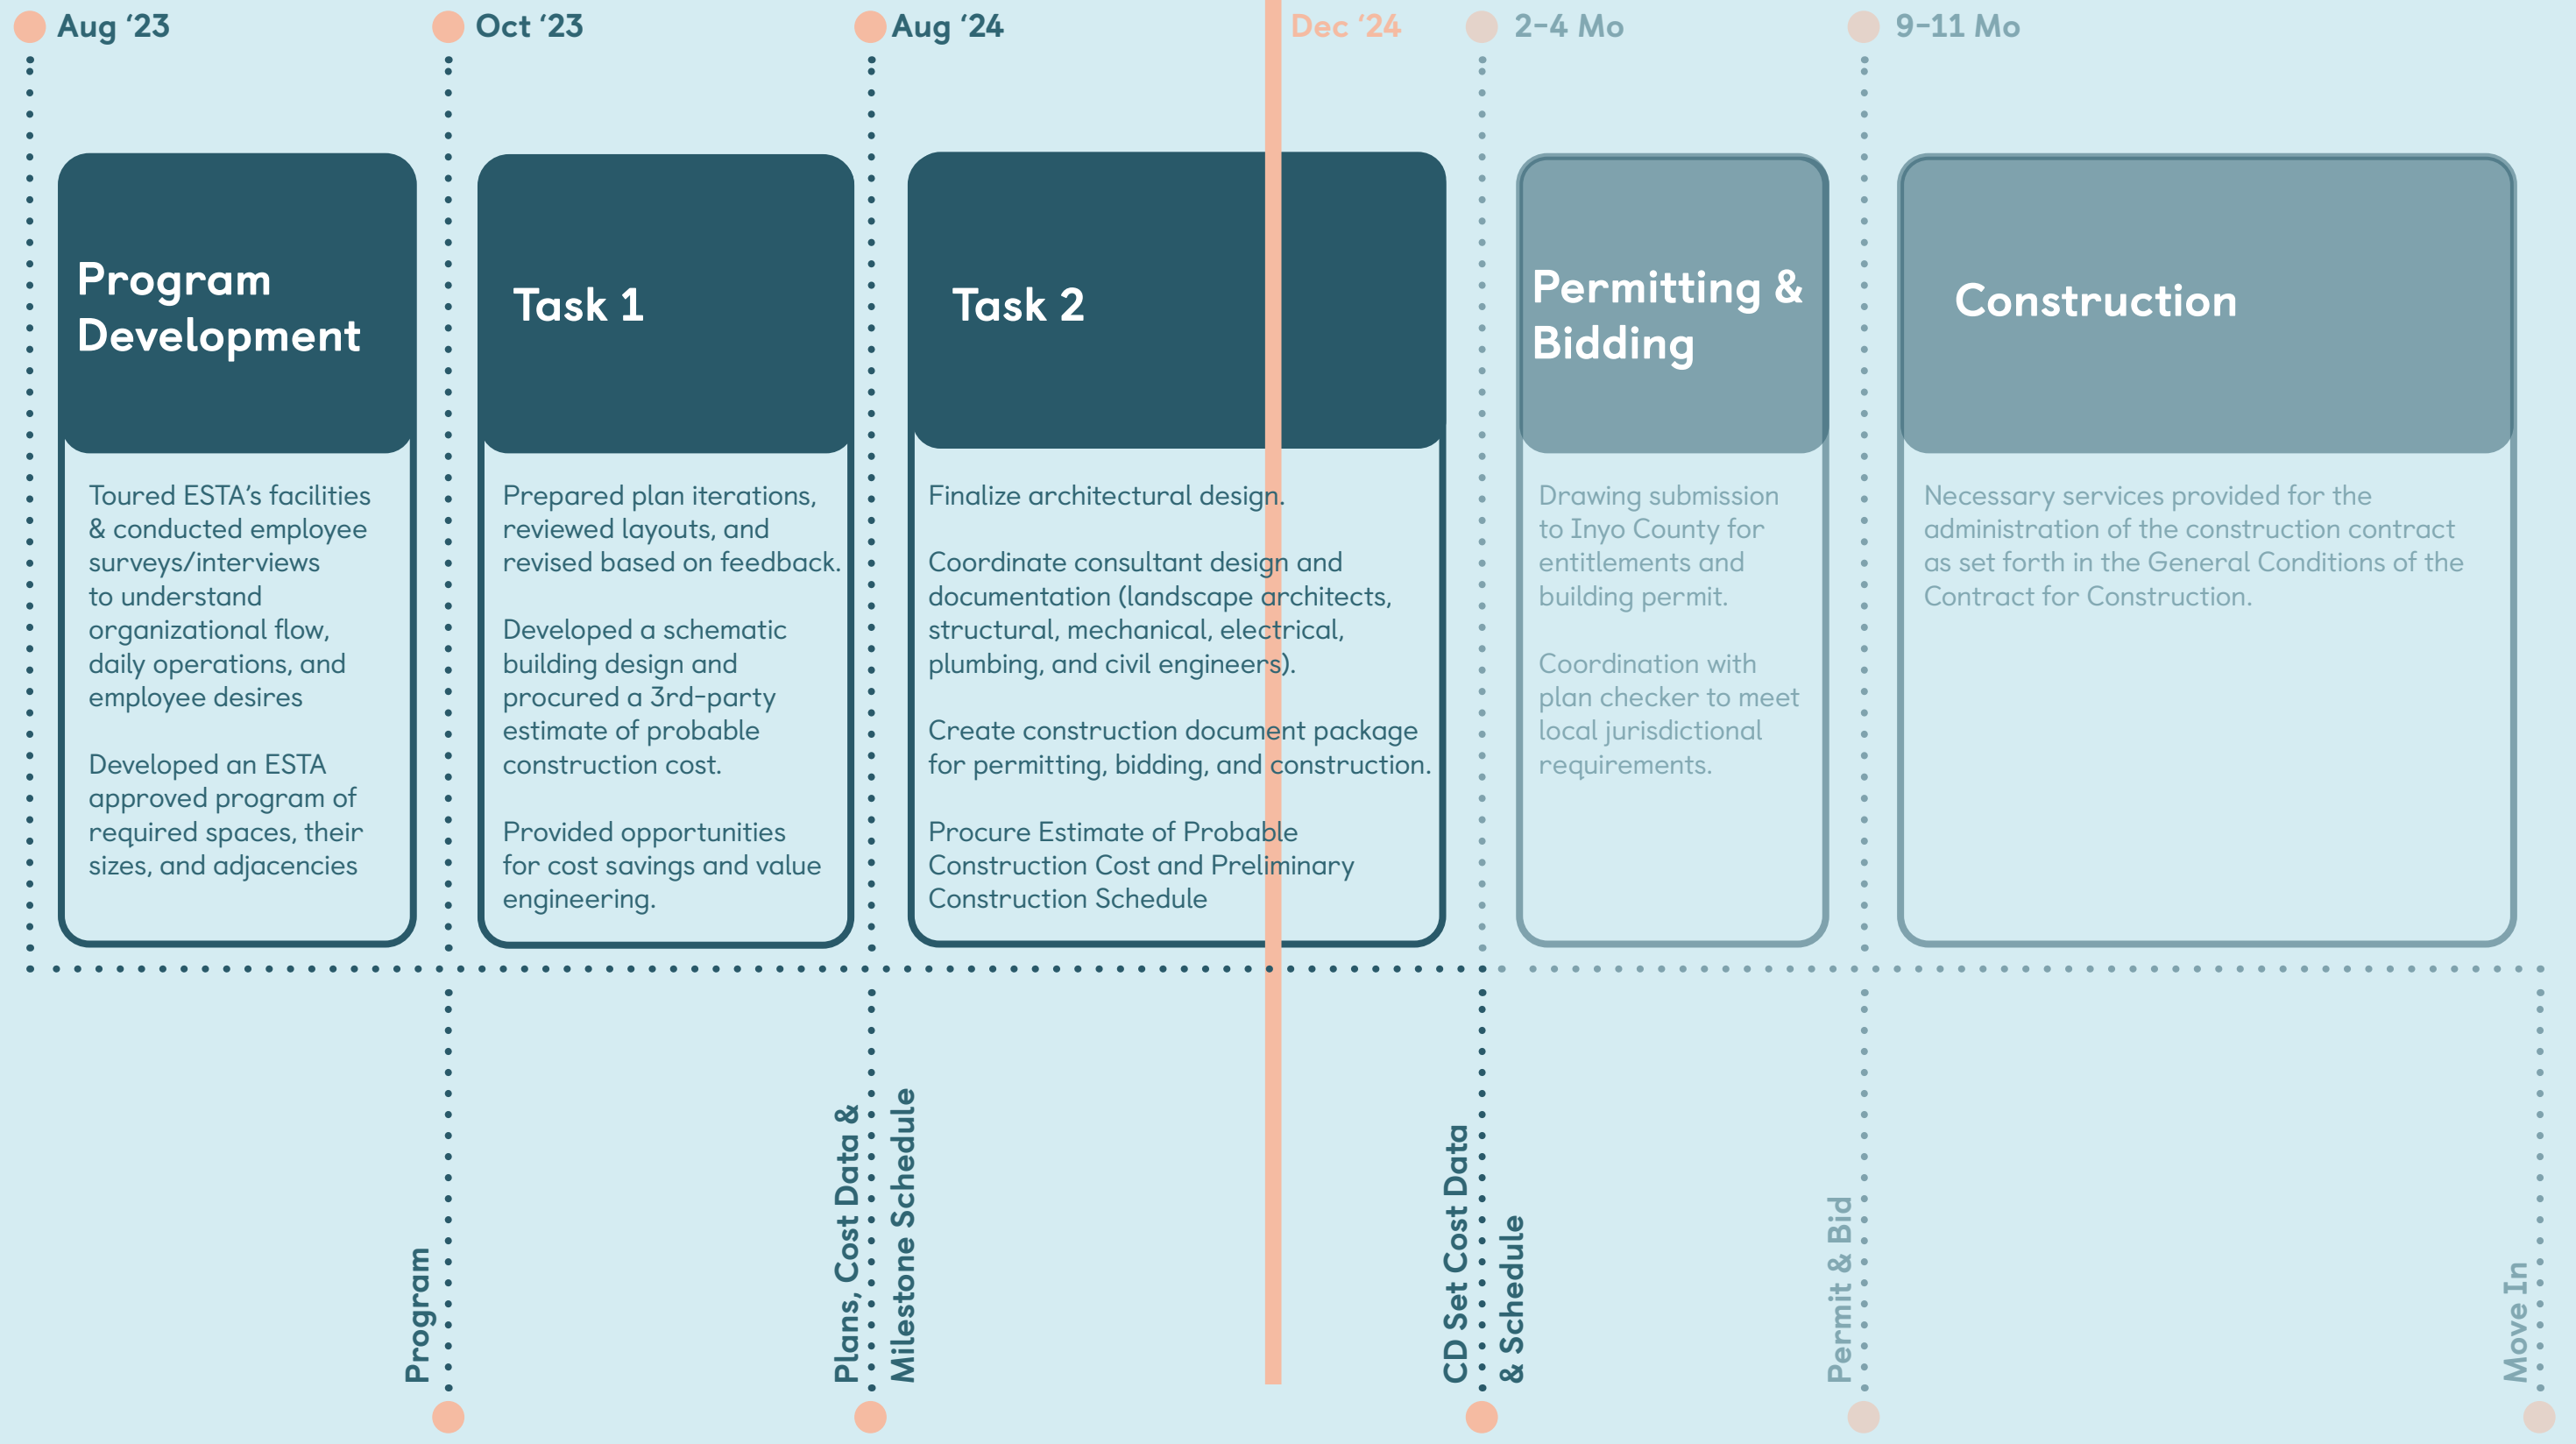 Aug ‘23
Oct ‘23
Aug ‘24
Dec ‘24
2–4 Mo
9–11 Mo
Program
Development
Toured ESTA’s facilities
& conducted employee
surveys/interviews
to understand
organizational flow,
daily operations, and
employee desires
Developed an ESTA
approved program of
required spaces, their
sizes, and adjacencies
Task 1
Prepared plan iterations,
reviewed layouts, and
revised based on feedback.
Developed a schematic
building design and
procured a 3rd–party
estimate of probable
construction cost.
Provided opportunities
for cost savings and value
engineering.
Task 2
Finalize architectural design.
Coordinate consultant design and
documentation (landscape architects,
structural, mechanical, electrical,
plumbing, and civil engineers).
Create construction document package
for permitting, bidding, and construction.
Procure Estimate of Probable
Construction Cost and Preliminary
Construction Schedule
Permitting &
Bidding
Drawing submission
to Inyo County for
entitlements and
building permit.
Coordination with
plan checker to meet
local jurisdictional
requirements.
Construction
Necessary services provided for the
administration of the construction contract
as set forth in the General Conditions of the
Contract for Construction.
Program
Plans, Cost Data &
Milestone Schedule
CD Set Cost Data
& Schedule
Permit & Bid
Move In